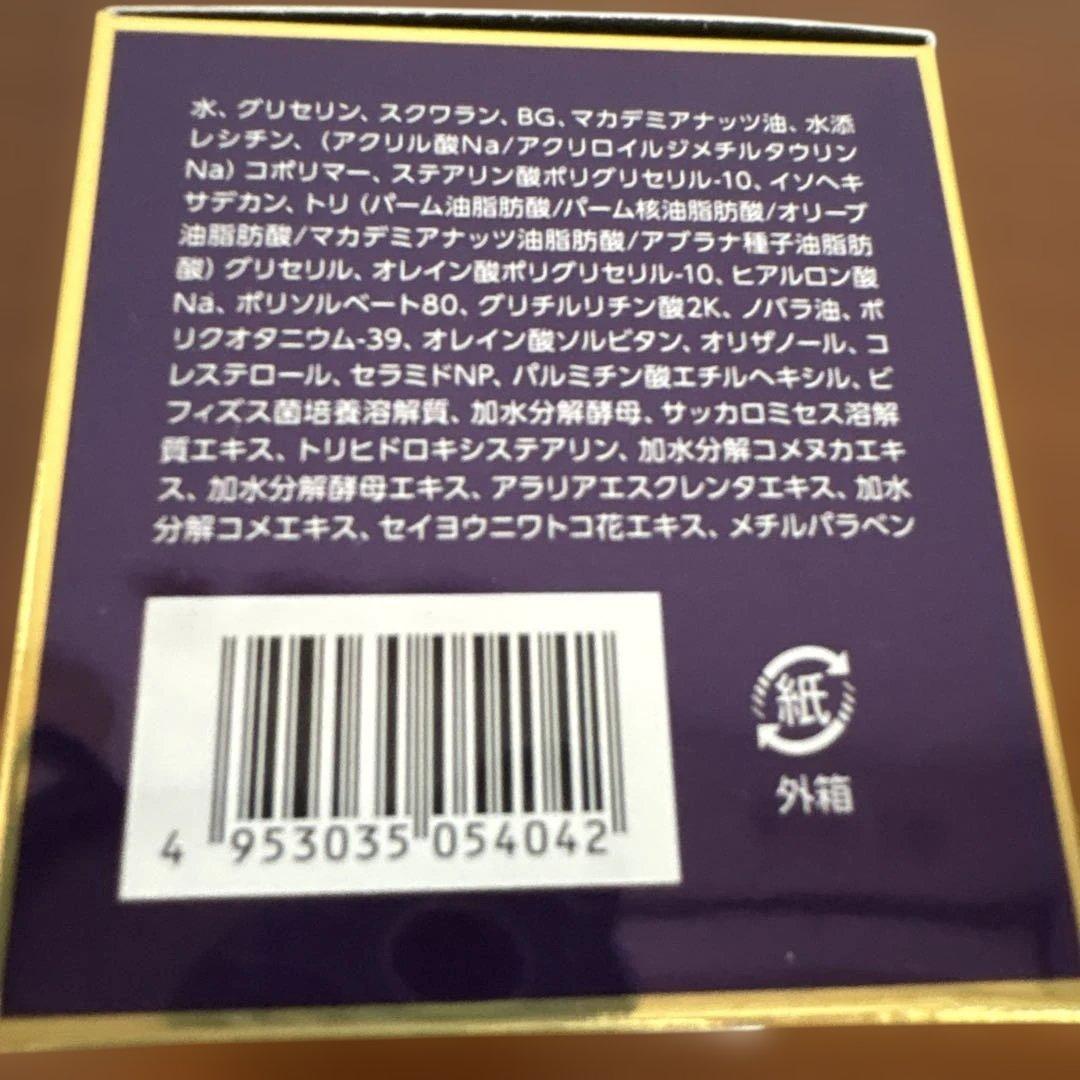 水、グリセリン、スクワラン、BG、マカデミアナッツ油、水添
レシチン、（アクリル酸Na/アクリロイルジメチルタウリン
Na）コポリマー、ステアリン酸ポリグリセリル-10、イソヘキ
サデカン、トリ（パーム油脂肪酸/パーム核油脂肪酸/オリーブ
油脂肪酸/マカデミアナッツ油脂肪酸/アブラナ種子油脂肪
酸）グリセリル、オレイン酸ポリグリセリル-10、ヒアルロン酸
Na、ポリソルベート80、グリチルリチン酸2K、ノバラ油、ポ
リクオタニウム-39、オレイン酸ソルビタン、オリザノール、コ
レステロール、セラミドNP、パルミチン酸エチルヘキシル、ビ
フィズス菌培養溶解質、加水分解酵母、サッカロミセス溶解
質エキス、トリヒドロキシステアリン、加水分解コメヌカエキ
ス、加水分解酵母エキス、アラリアエスクレンタエキス、加水
分解コメエキス、セイヨウニワトコ花エキス、メチルパラベン
紙
外箱
4 953035 054042